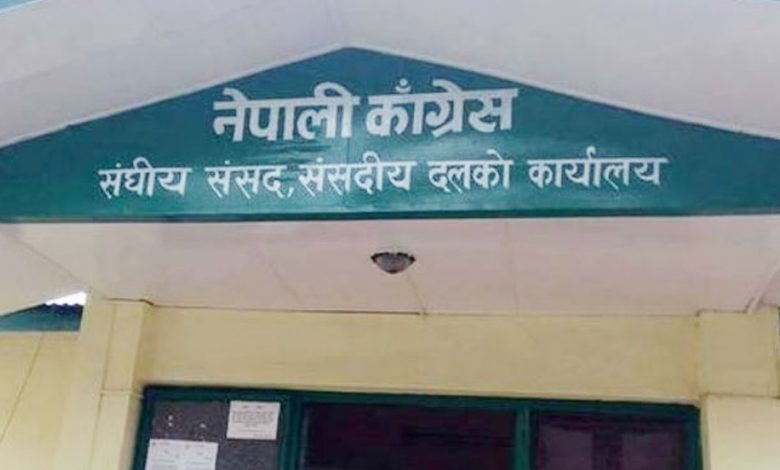 नेपाली काँग्रेस
संघीय संसद, संसदीय दलको कार्यालय